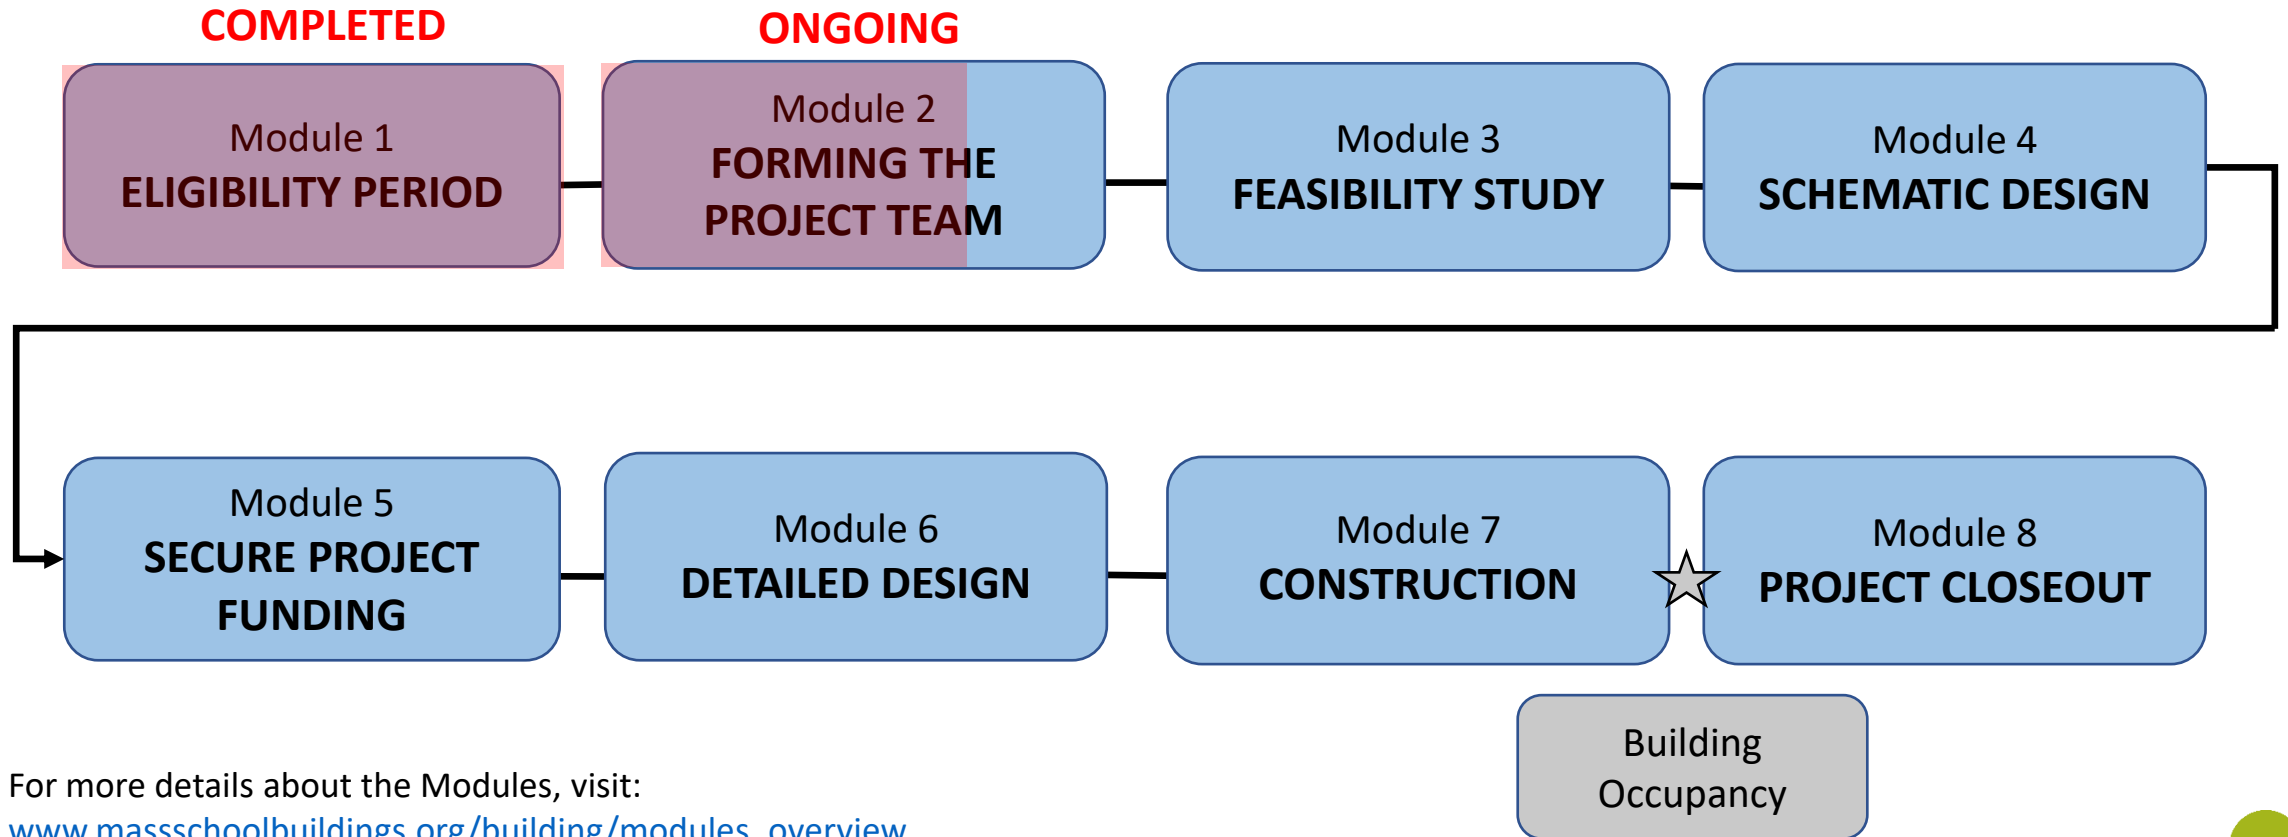 COMPLETED
ONGOING
Module 1
ELIGIBILITY PERIOD
Module 2
FORMING THE
PROJECT TEAM
Module 3
FEASIBILITY STUDY
Module 4
SCHEMATIC DESIGN
Module 5
SECURE PROJECT
FUNDING
Module 6
DETAILED DESIGN
Module 7
CONSTRUCTION
Module 8
PROJECT CLOSEOUT
Building
Occupancy
For more details about the Modules, visit:
www.massschoolbuildings.org/building/modules_overview